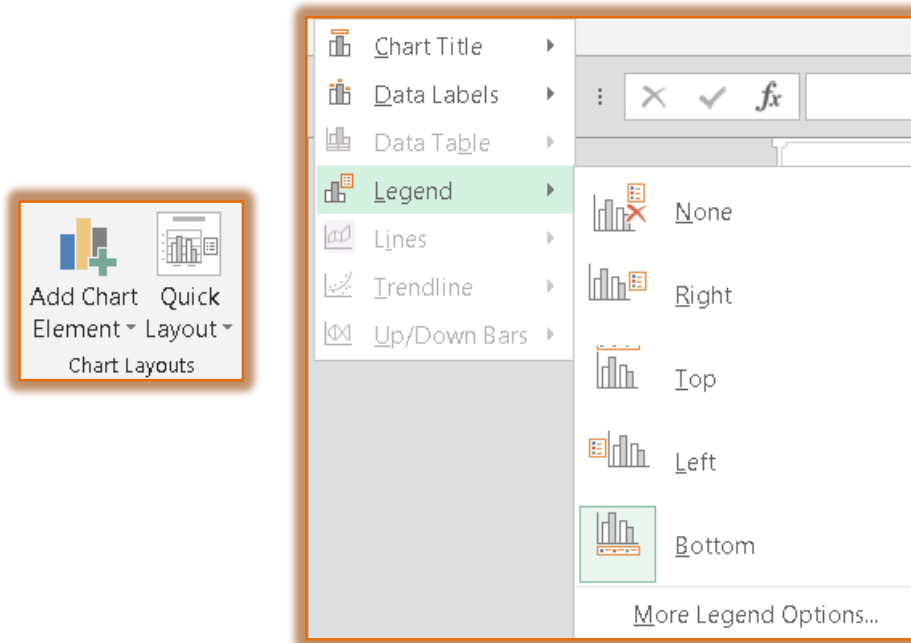 Add Chart Element
Quick Layout
Chart Layouts
Chart Title
Data Labels
Data Table
Legend
Lines
Trendline
Up/Down Bars
fx
None
Right
Top
Left
Bottom
More Legend Options...